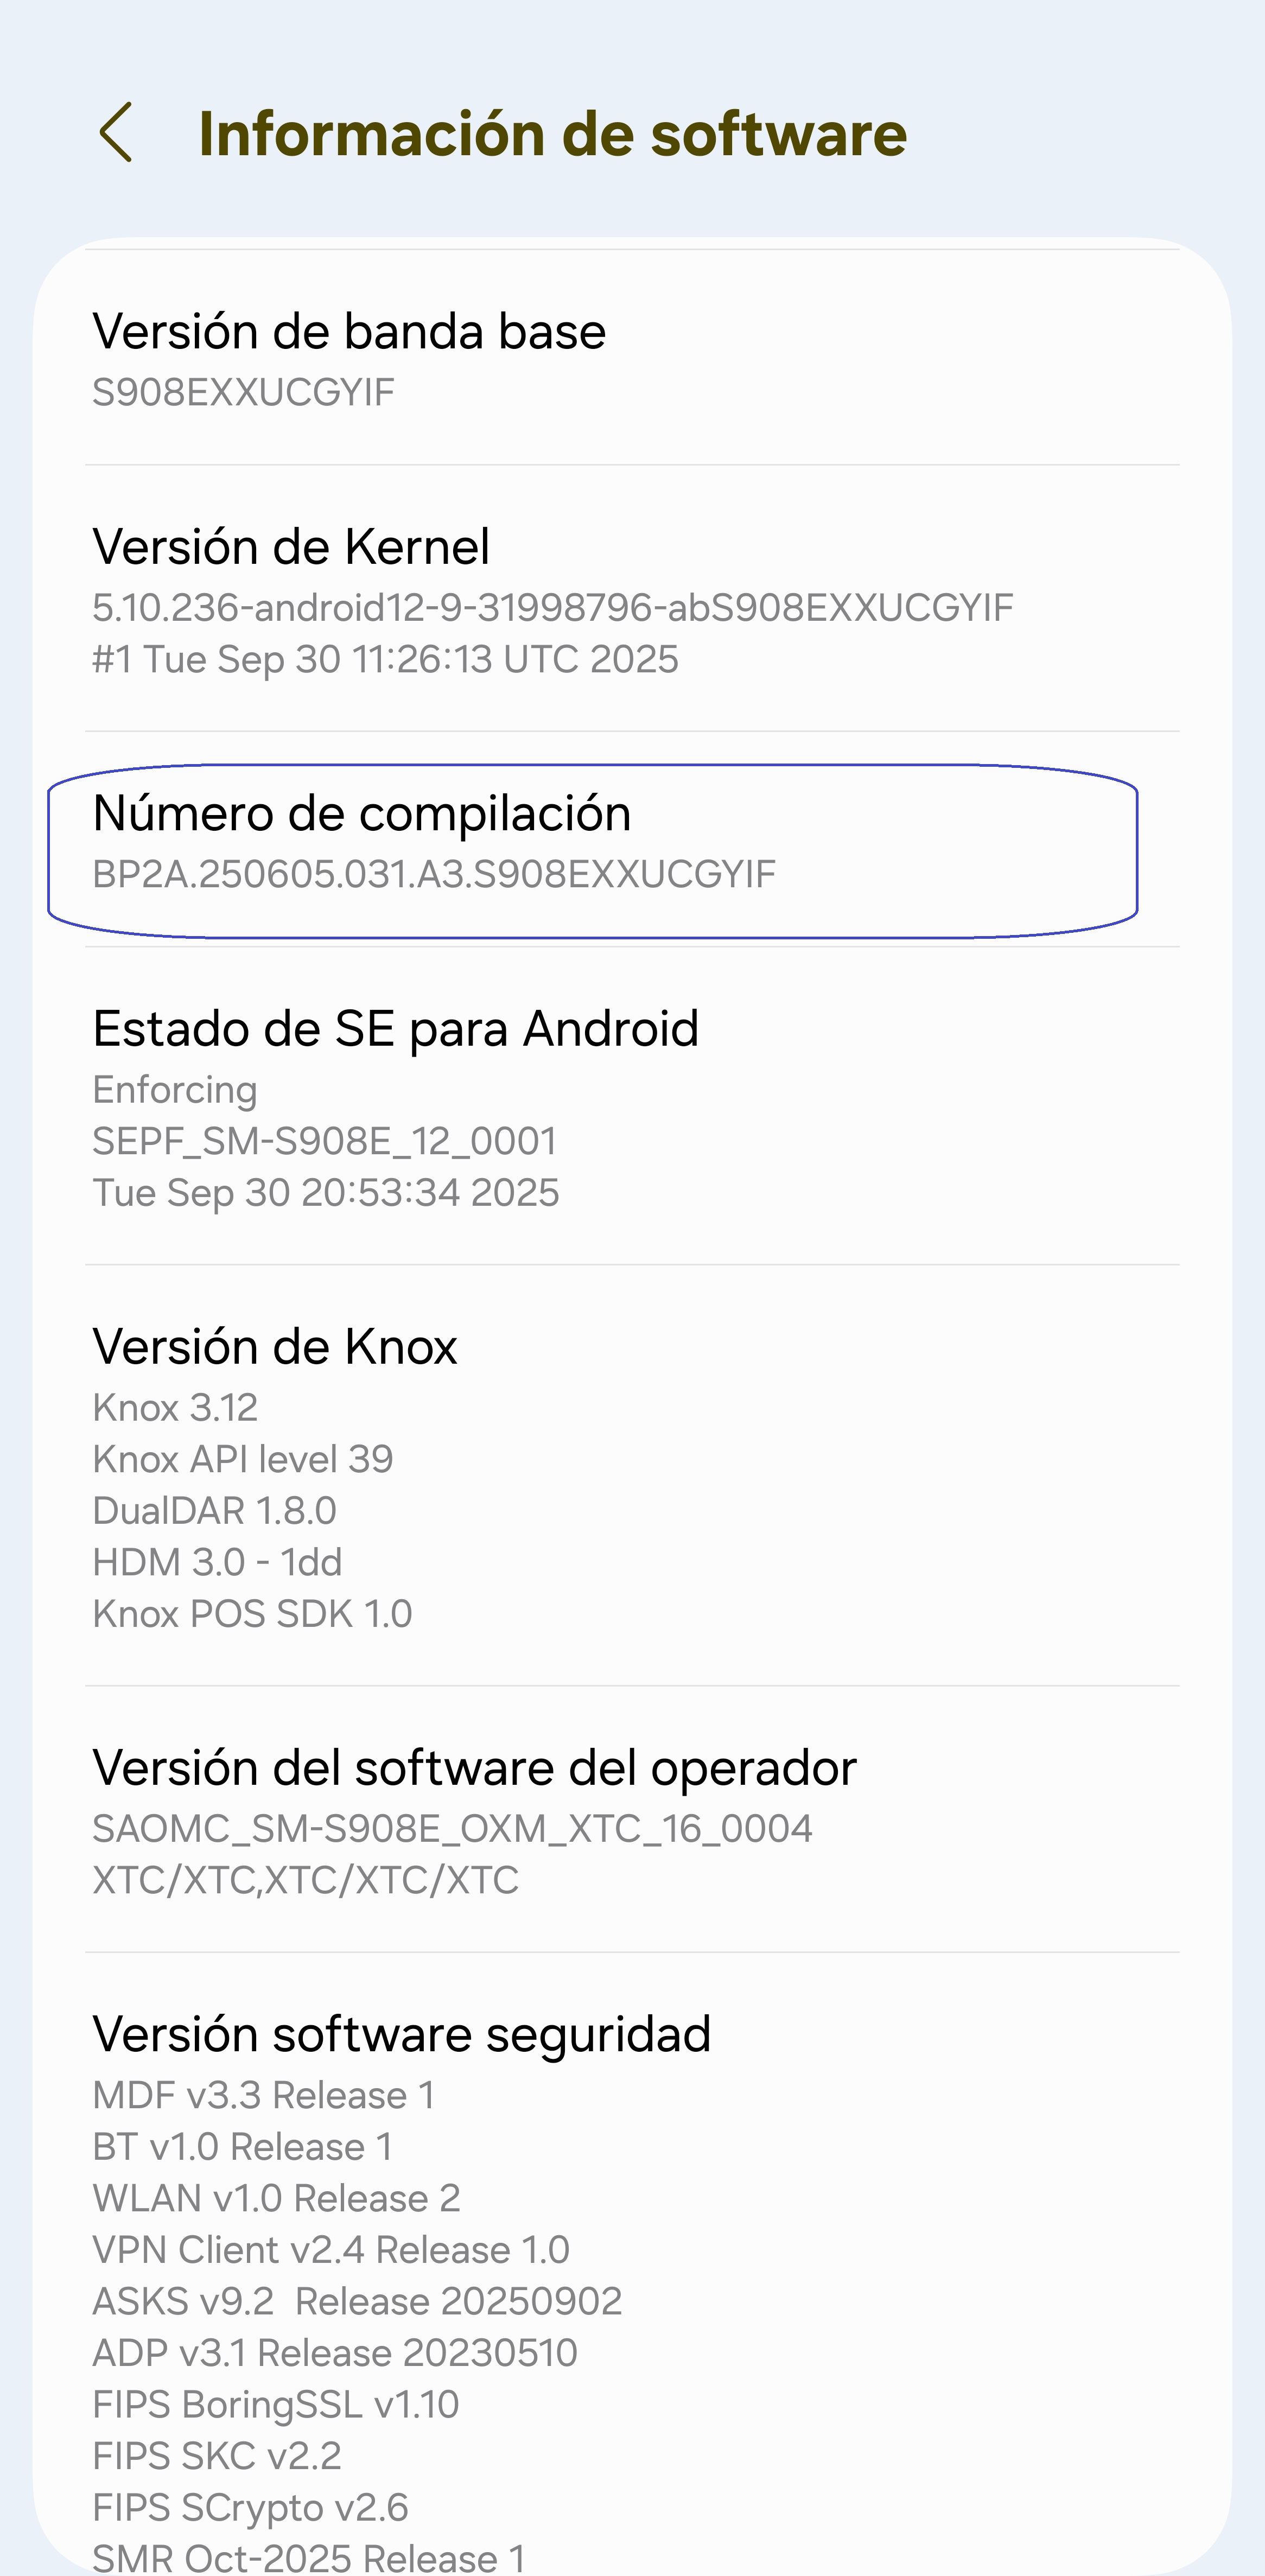 Información de software
Versión de banda base
S908EXXUCGYIF
Versión de Kernel
5.10.236-android12-9-31998796-abS908EXXUCGYIF
#1 Tue Sep 30 11:26:13 UTC 2025
Número de compilación
BP2A.250605.031.A3.S908EXXUCGYIF
Estado de SE para Android
Enforcing
SEPF_SM-S908E_12_0001
Tue Sep 30 20:53:34 2025
Versión de Knox
Knox 3.12
Knox API level 39
DualDAR 1.8.0
HDM 3.0 - 1dd
Knox POS SDK 1.0
Versión del software del operador
SAOMC_SM-S908E_OXM_XTC_16_0004
XTC/XTC,XTC/XTC/XTC
Versión software seguridad
MDF v3.3 Release 1
BT v1.0 Release 1
WLAN v1.0 Release 2
VPN Client v2.4 Release 1.0
ASKS v9.2  Release 20250902
ADP v3.1 Release 20230510
FIPS BoringSSL v1.10
FIPS SKC v2.2
FIPS SCrypto v2.6
SMR Oct-2025 Release 1